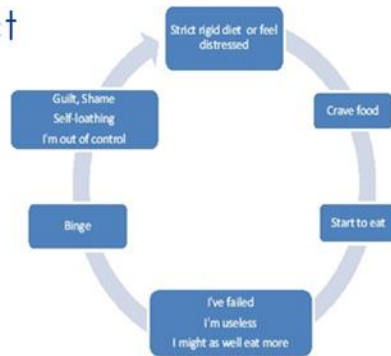 Strict rigid diet or feel
distressed
Crave food
Start to eat
I've failed
I'm useless
I might as well eat more
Binge
Guilt, Shame
Self-loathing
I'm out of control